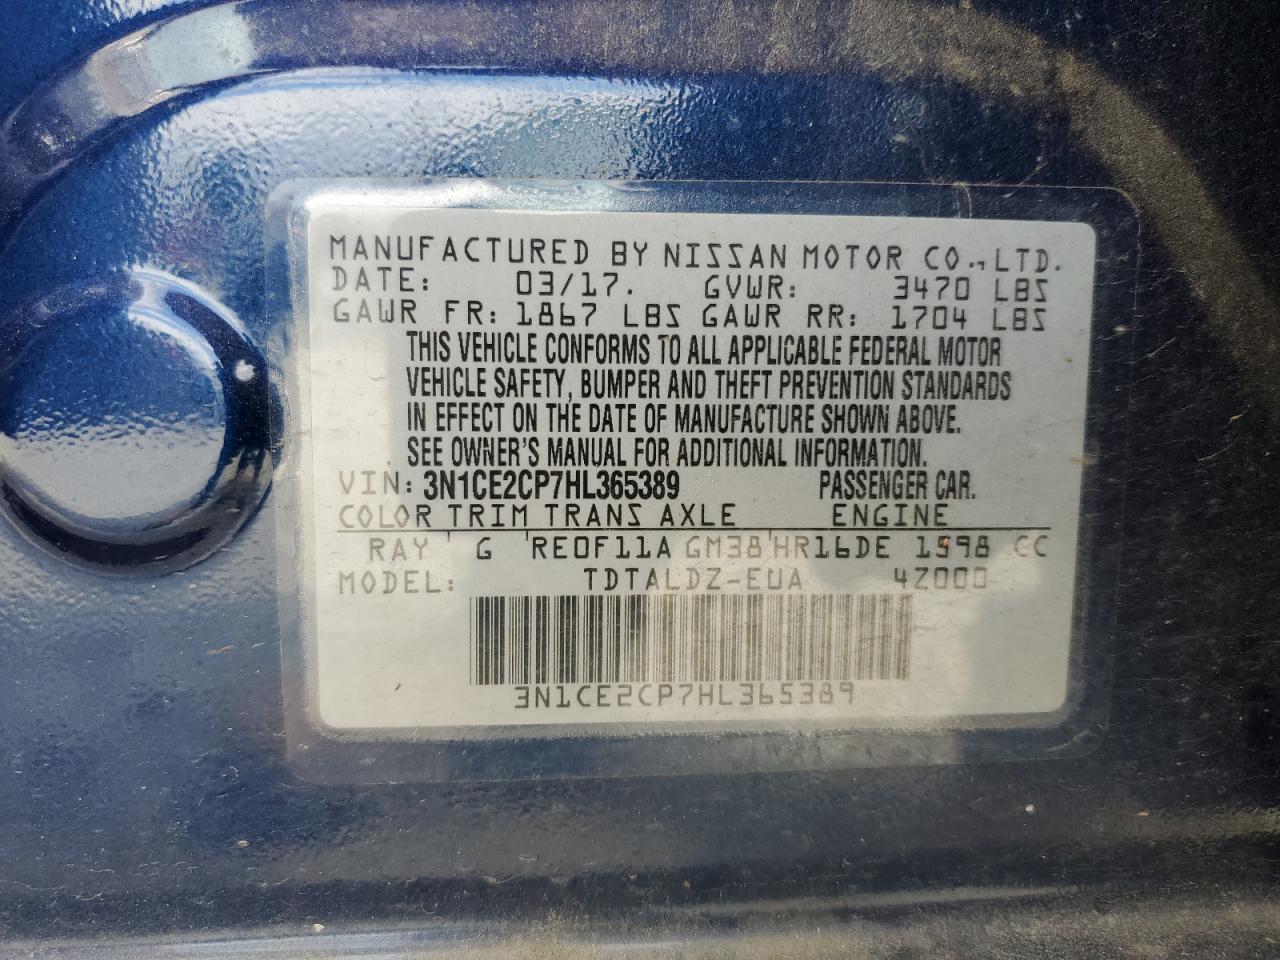 MANUFACTURED BY NISSAN MOTOR CO., LTD.
DATE: 03/17. GVWR: 3470 LBS
GAWR FR: 1867 LBS GAWR RR: 1704 LBS
THIS VEHICLE CONFORMS TO ALL APPLICABLE FEDERAL MOTOR
VEHICLE SAFETY, BUMPER AND THEFT PREVENTION STANDARDS
IN EFFECT ON THE DATE OF MANUFACTURE SHOWN ABOVE.
SEE OWNER'S MANUAL FOR ADDITIONAL INFORMATION.
VIN: 3N1CE2CP7HL365389 PASSENGER CAR.
COLOR TRIM TRANS AXLE ENGINE
RAY G RE0F11A GM38 HR16DE 1598 CC
MODEL: TDTALDZ-EUA 4Z000
3N1CE2CP7HL365389